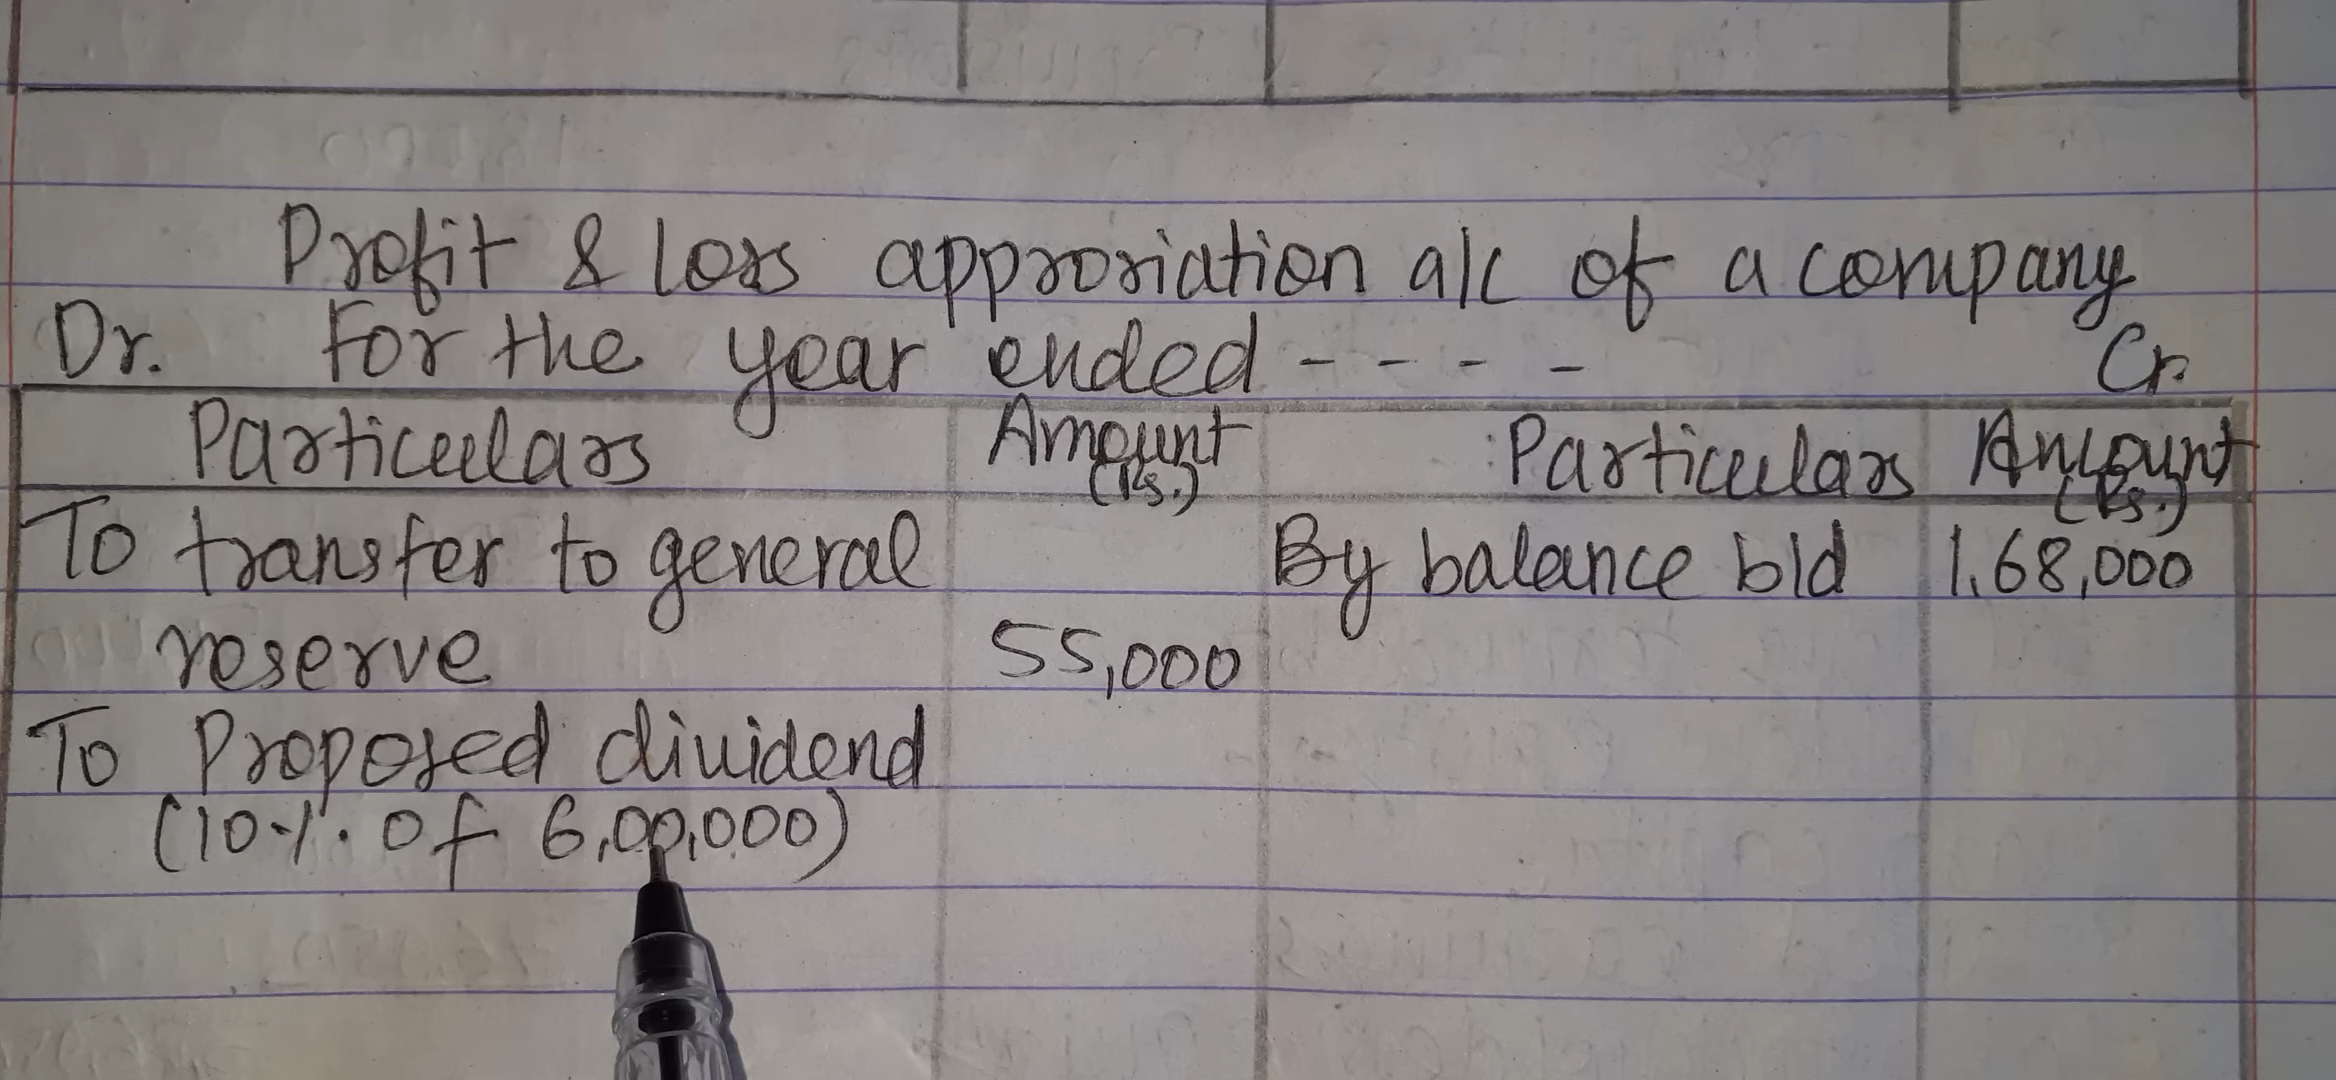 Profit & loss approriation a/c of a company
Dr. For the year ended - - - - Cr.
Particulars Amount (Rs.) Particulars Amount (Rs.)
To transfer to general By balance b/d 1,68,000
reserve 55,000
To Proposed dividend
(10% of 6,00,000)